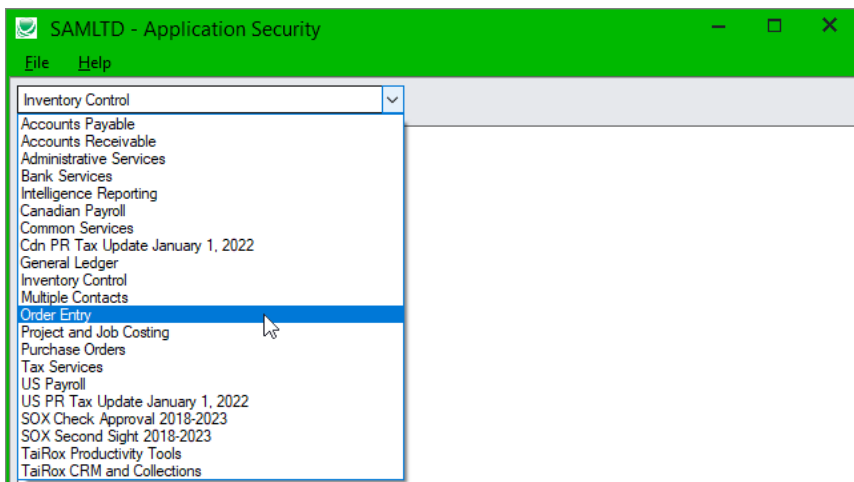 SAMLTD - Application Security
File Help
Inventory Control
Accounts Payable
Accounts Receivable
Administrative Services
Bank Services
Intelligence Reporting
Canadian Payroll
Common Services
Cdn PR Tax Update January 1, 2022
General Ledger
Inventory Control
Multiple Contacts
Order Entry
Project and Job Costing
Purchase Orders
Tax Services
US Payroll
US PR Tax Update January 1, 2022
SOX Check Approval 2018-2023
SOX Second Sight 2018-2023
TaiRox Productivity Tools
TaiRox CRM and Collections